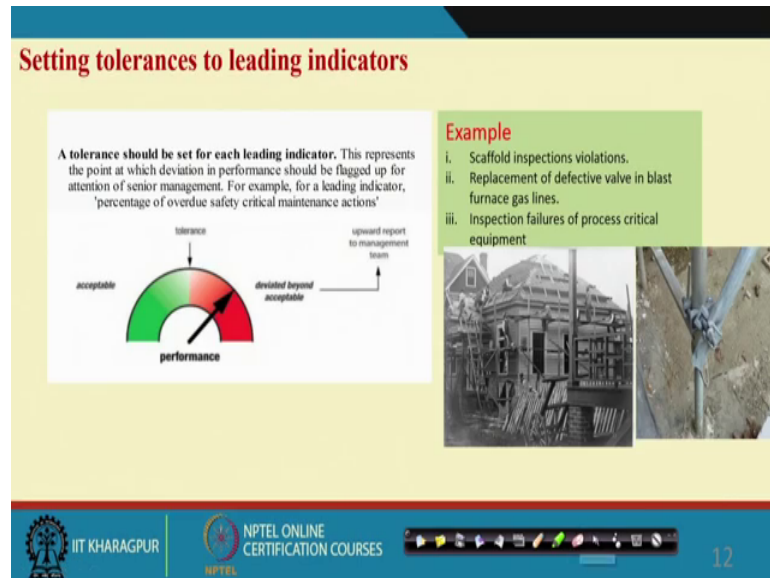 Setting tolerances to leading indicators
A tolerance should be set for each leading indicator. This represents
the point at which deviation in performance should be flagged up for
attention of senior management. For example, for a leading indicator,
'percentage of overdue safety critical maintenance actions'
tolerance
upward report
to management
team
acceptable
deviated beyond
acceptable
performance
Example
i. Scaffold inspections violations.
ii. Replacement of defective valve in blast
furnace gas lines.
iii. Inspection failures of process critical
equipment
IIT KHARAGPUR
NPTEL
NPTEL ONLINE
CERTIFICATION COURSES
12